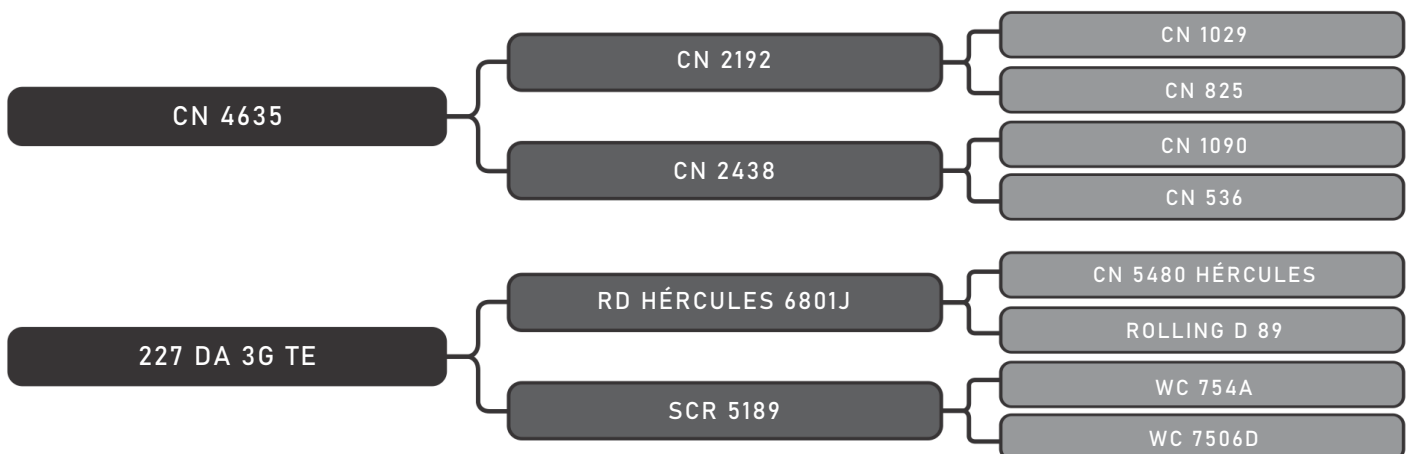 CN 4635
CN 2192
CN 1029
CN 825
CN 2438
CN 1090
CN 536
227 DA 3G TE
RD HÉRCULES 6801J
CN 5480 HÉRCULES
ROLLING D 89
SCR 5189
WC 754A
WC 7506D